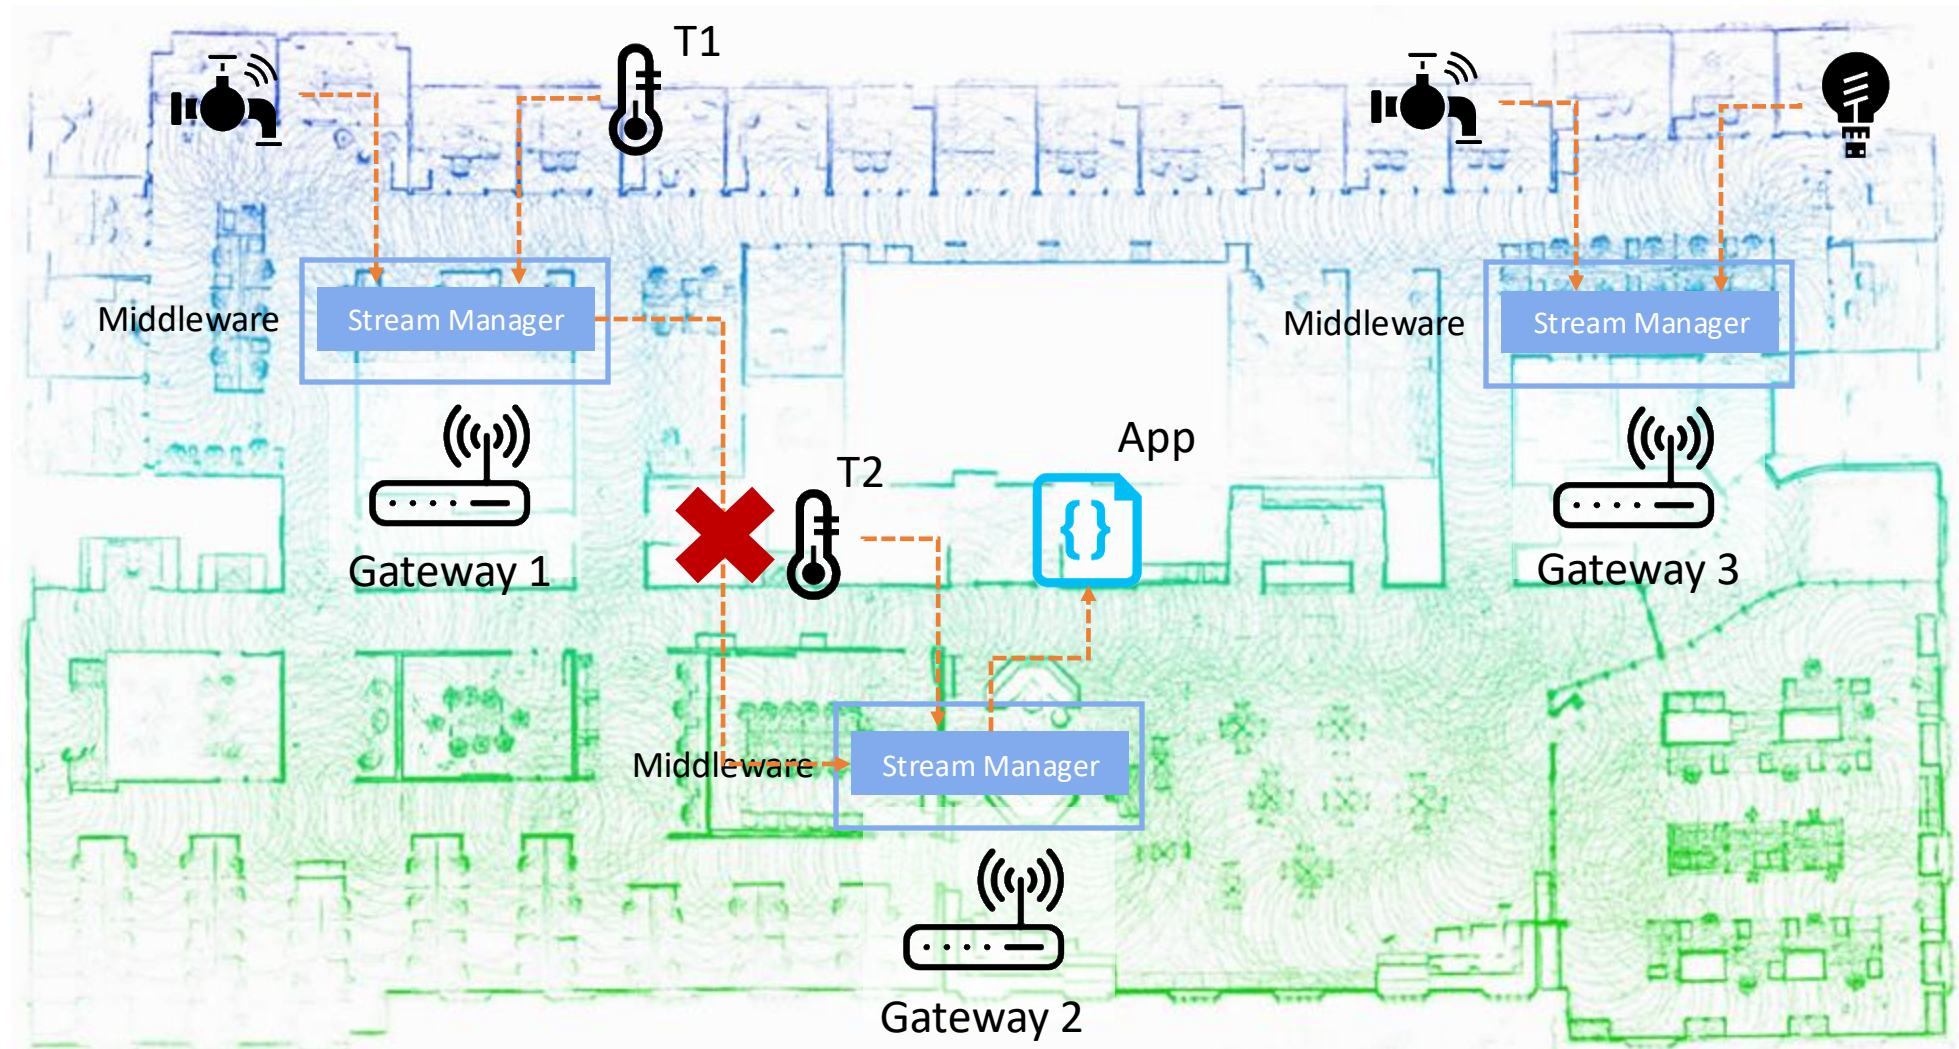 T1
Middleware
Stream Manager
Middleware
Stream Manager
App
T2
{}
Gateway 1
Gateway 3
Middleware
Stream Manager
Gateway 2